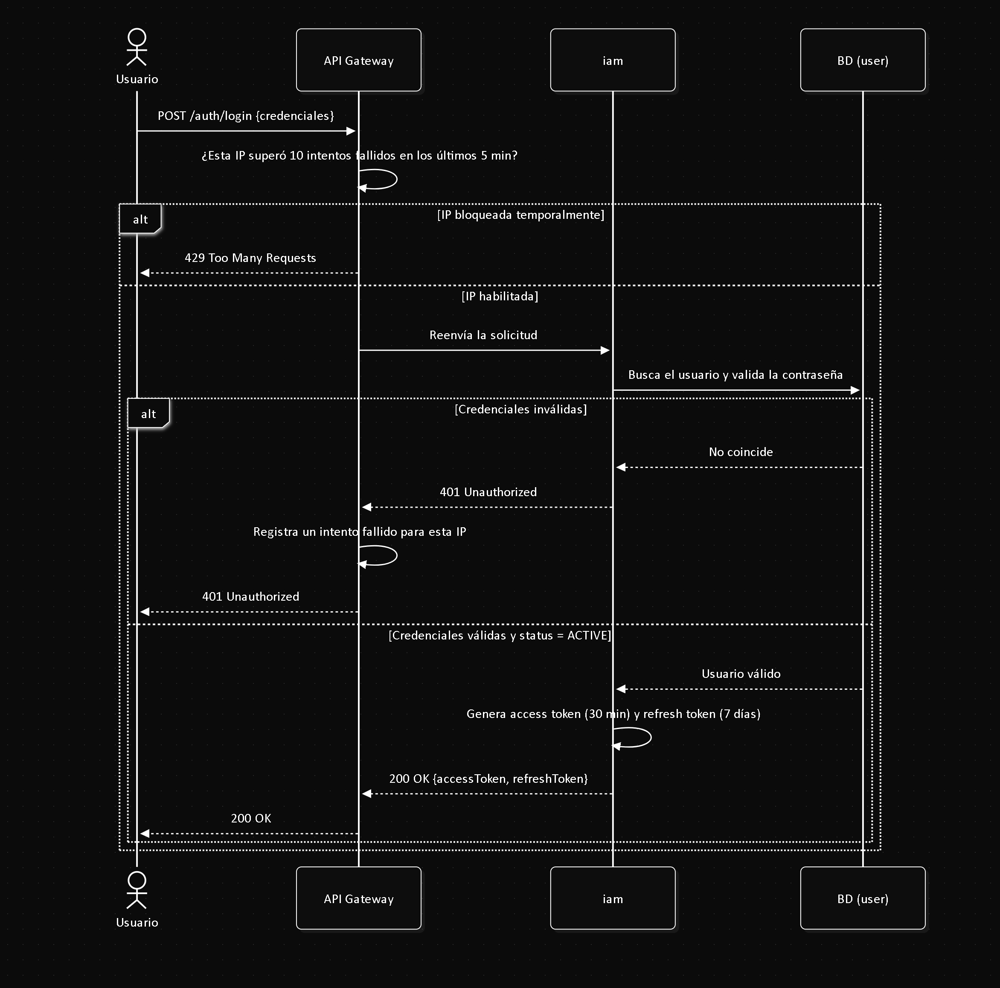 Usuario
API Gateway
iam
BD (user)
POST /auth/login {credenciales}
¿Esta IP superó 10 intentos fallidos en los últimos 5 min?
alt
[IP bloqueada temporalmente]
429 Too Many Requests
[IP habilitada]
Reenvía la solicitud
Busca el usuario y valida la contraseña
alt
[Credenciales inválidas]
No coincide
401 Unauthorized
Registra un intento fallido para esta IP
401 Unauthorized
[Credenciales válidas y status = ACTIVE]
Usuario válido
Genera access token (30 min) y refresh token (7 días)
200 OK {accessToken, refreshToken}
200 OK
Usuario
API Gateway
iam
BD (user)